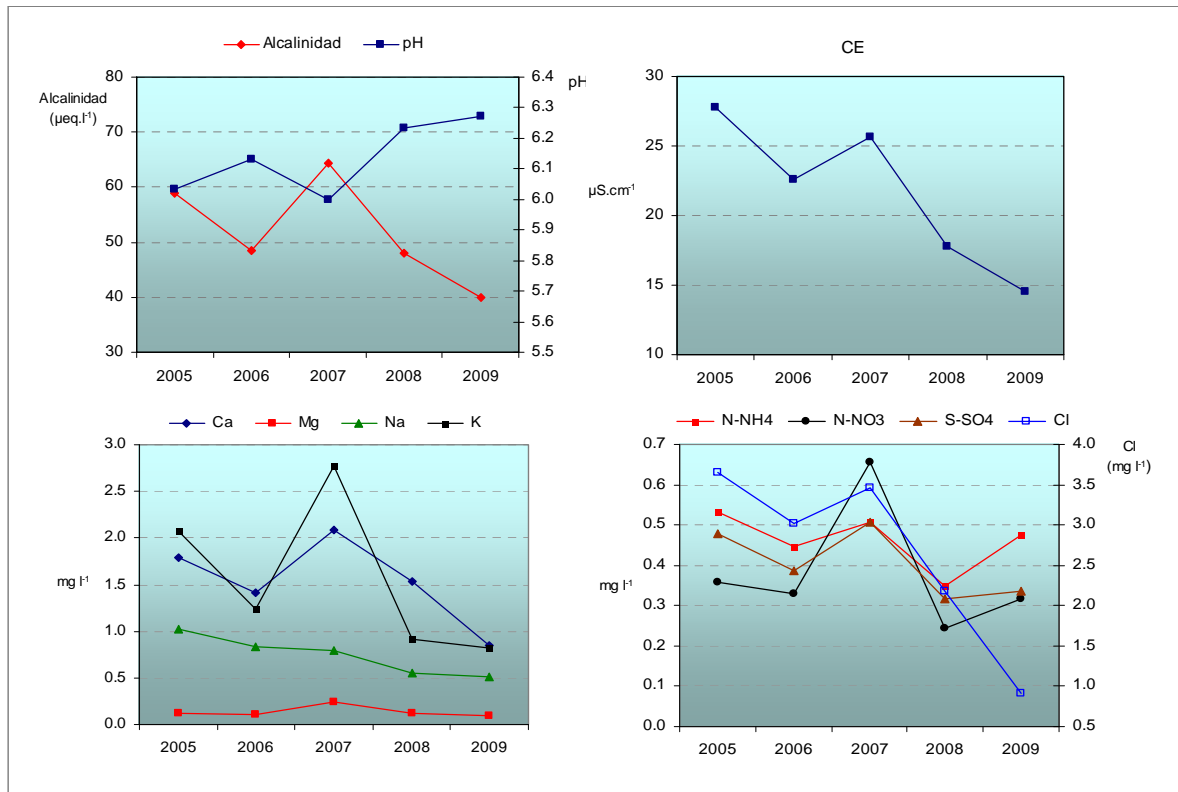 Alcalinidad pH
Alcalinidad
(µeq.l-1)
pH
80
70
60
50
40
30
6.4
6.3
6.2
6.1
6.0
5.9
5.8
5.7
5.6
5.5
2005 2006 2007 2008 2009
CE
µS.cm-1
30
25
20
15
10
2005 2006 2007 2008 2009
Ca Mg Na K
mg l-1
3.0
2.5
2.0
1.5
1.0
0.5
0.0
2005 2006 2007 2008 2009
N-NH4 N-NO3 S-SO4 Cl
mg l-1
0.7
0.6
0.5
0.4
0.3
0.2
0.1
0.0
Cl
(mg l-1)
4.0
3.5
3.0
2.5
2.0
1.5
1.0
0.5
2005 2006 2007 2008 2009